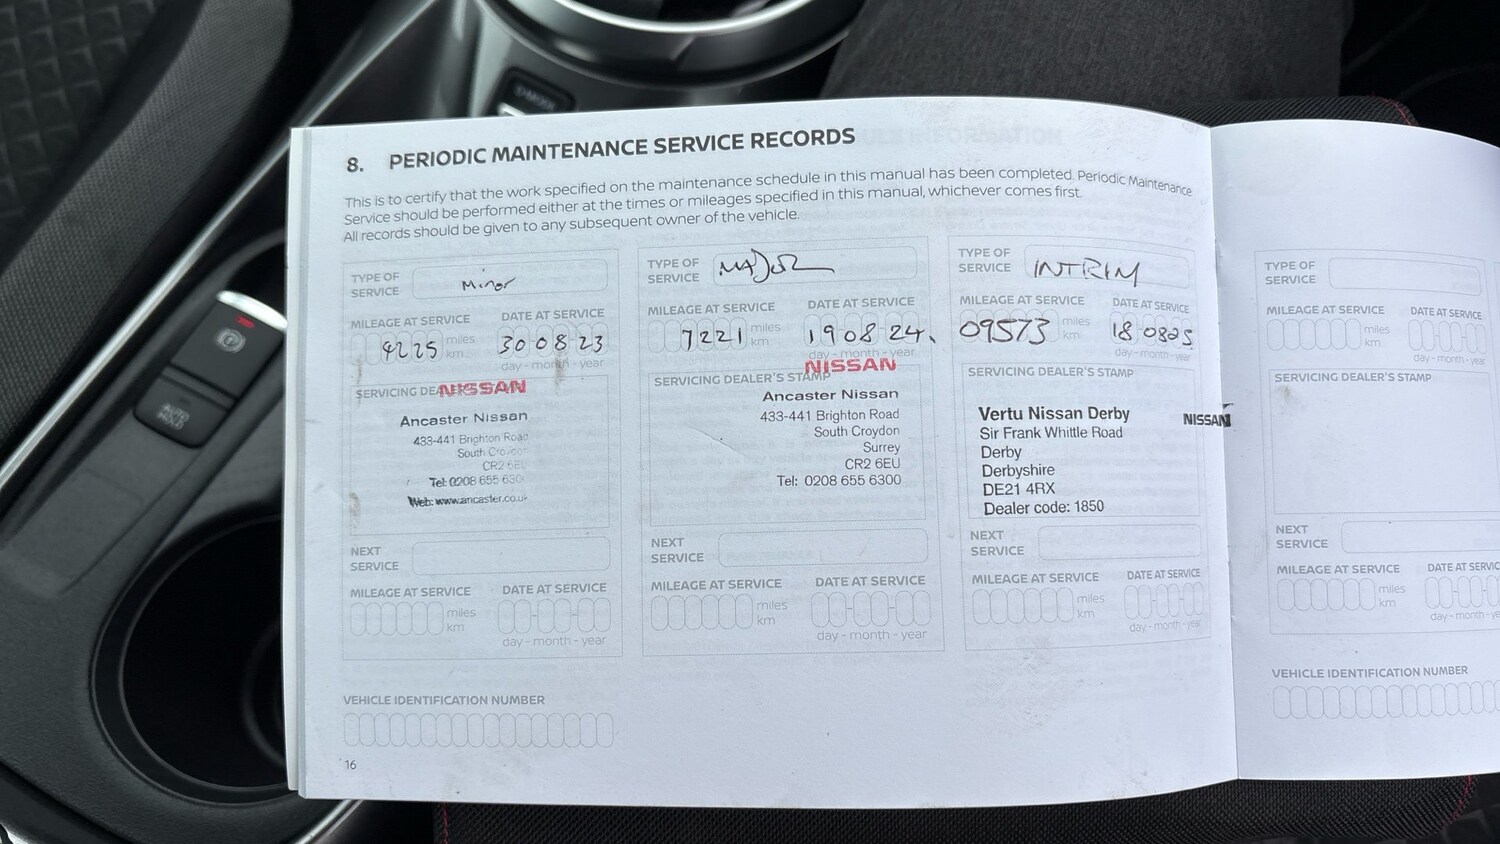 D-MODE
AUTO
HOLD
8. PERIODIC MAINTENANCE SERVICE RECORDS
This is to certify that the work specified on the maintenance schedule in this manual has been completed. Periodic Maintenance
Service should be performed either at the times or mileages specified in this manual, whichever comes first.
All records should be given to any subsequent owner of the vehicle.
TYPE OF
SERVICE
Minor
MILEAGE AT SERVICE DATE AT SERVICE
4225 miles
km
30 08 23
day - month - year
SERVICING DEALER'S
NISSAN
Ancaster Nissan
433-441 Brighton Road
South Croydon
CR2 6EU
Tel: 0208 655 6300
Web: www.ancaster.co.uk
NEXT
SERVICE
MILEAGE AT SERVICE DATE AT SERVICE
miles
km
day - month - year
VEHICLE IDENTIFICATION NUMBER
16
TYPE OF
SERVICE
MAJOR
MILEAGE AT SERVICE DATE AT SERVICE
7221 miles
km
19 08 24.
day - month - year
NISSAN
SERVICING DEALER'S STAMP
Ancaster Nissan
433-441 Brighton Road
South Croydon
Surrey
CR2 6EU
Tel: 0208 655 6300
NEXT
SERVICE
MILEAGE AT SERVICE DATE AT SERVICE
miles
km
day - month - year
TYPE OF
SERVICE
INTRIM
MILEAGE AT SERVICE DATE AT SERVICE
09573 miles
km
18 08 25
day - month - year
SERVICING DEALER'S STAMP
Vertu Nissan Derby
NISSAN
Sir Frank Whittle Road
Derby
Derbyshire
DE21 4RX
Dealer code: 1850
NEXT
SERVICE
MILEAGE AT SERVICE DATE AT SERVICE
miles
km
day - month - year
TYPE OF
SERVICE
MILEAGE AT SERVICE DATE AT SERVICE
miles
km
day - month - year
SERVICING DEALER'S STAMP
NEXT
SERVICE
MILEAGE AT SERVICE DATE AT
miles
km
day - month
VEHICLE IDENTIFICATION NUMBER